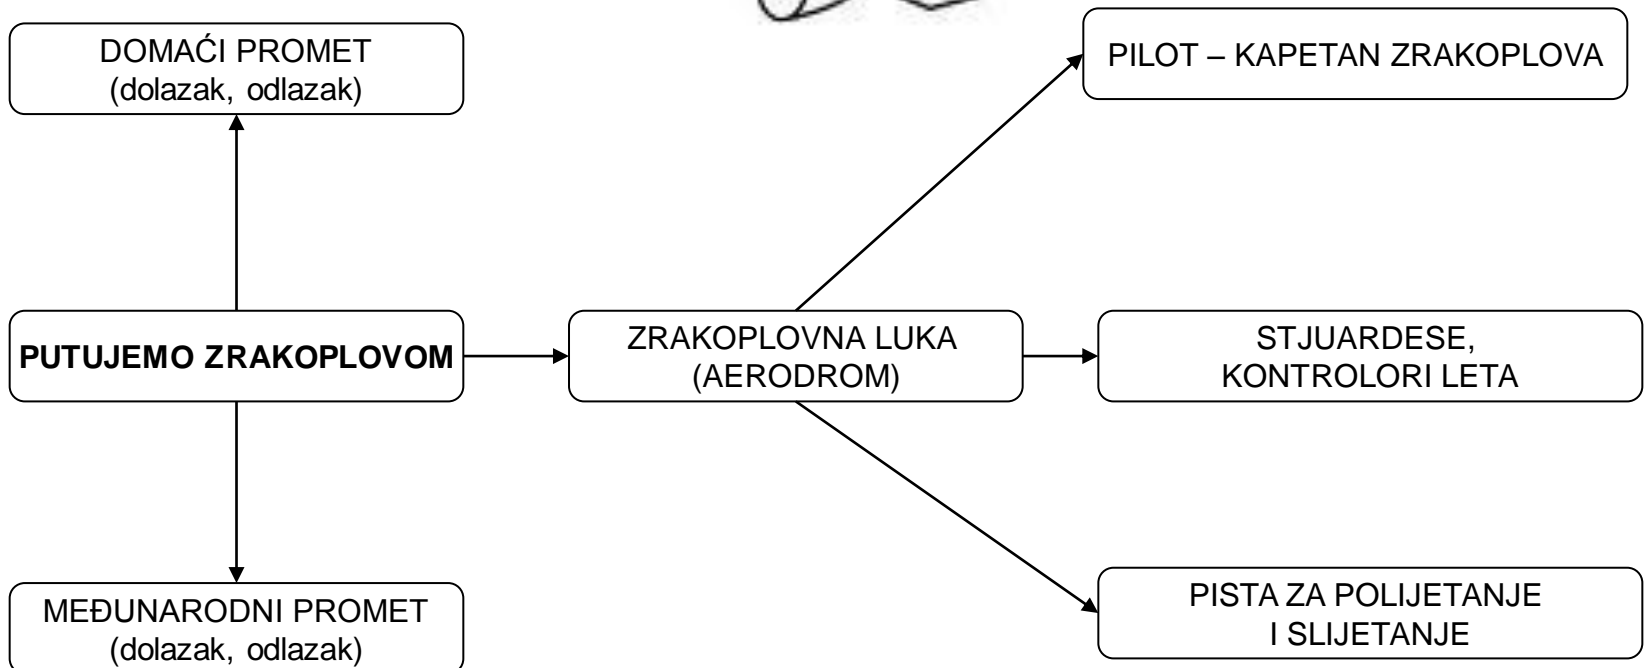 DOMAĆI PROMET
(dolazak, odlazak)
PILOT – KAPETAN ZRAKOPLOVA
PUTUJEMO ZRAKOPLOVOM
ZRAKOPLOVNA LUKA
(AERODROM)
STJUARDESE,
KONTROLORI LETA
MEĐUNARODNI PROMET
(dolazak, odlazak)
PISTA ZA POLIJETANJE
I SLIJETANJE